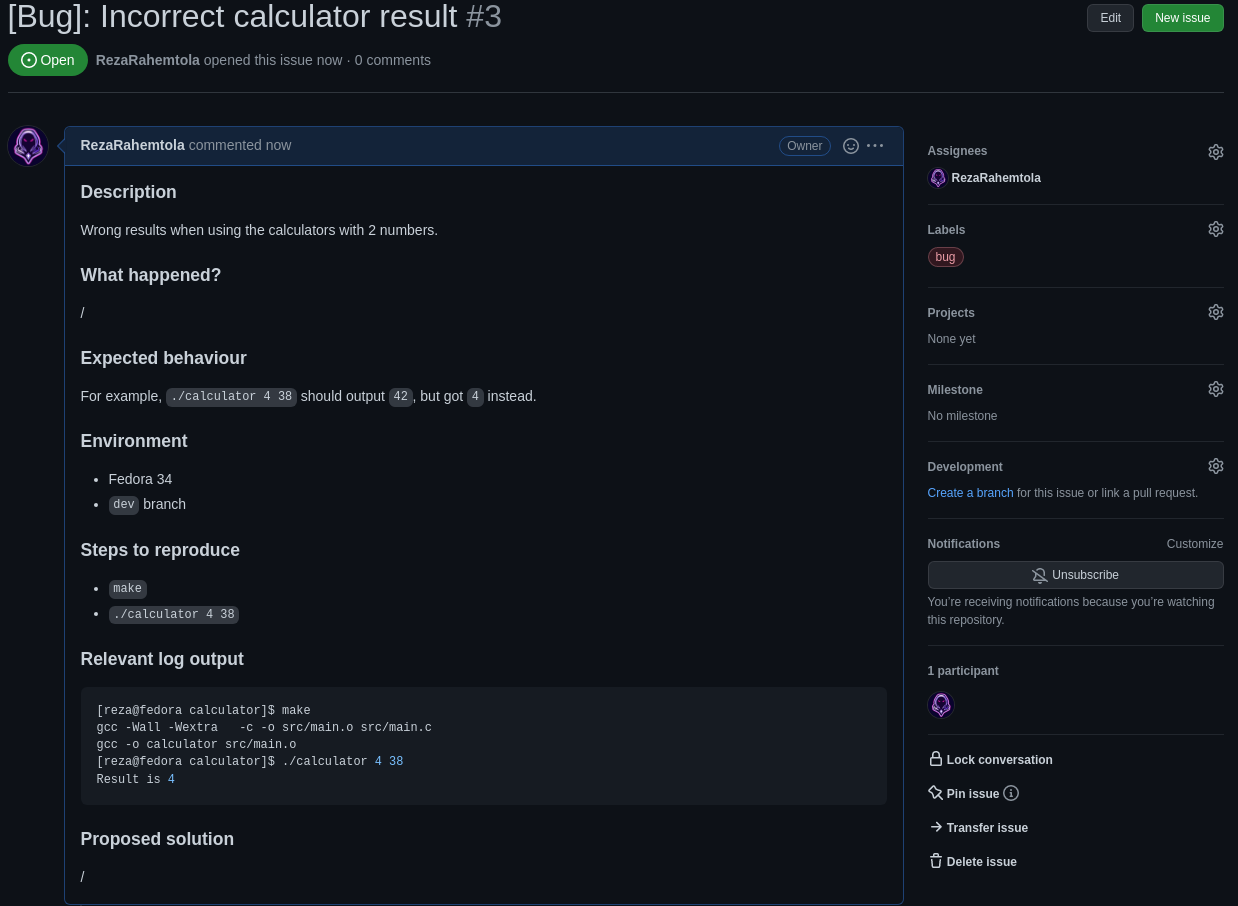 [Bug]: Incorrect calculator result #3
Edit
New issue
Open
RezaRahemtola opened this issue now · 0 comments
RezaRahemtola commented now
Owner
Description
Wrong results when using the calculators with 2 numbers.
What happened?
/
Expected behaviour
For example, ./calculator 4 38 should output 42, but got 4 instead.
Environment
• Fedora 34
• dev branch
Steps to reproduce
• make
• ./calculator 4 38
Relevant log output
[reza@fedora calculator]$ make
gcc -Wall -Wextra   -c -o src/main.o src/main.c
gcc -o calculator src/main.o
[reza@fedora calculator]$ ./calculator 4 38
Result is 4
Proposed solution
/
Assignees
RezaRahemtola
Labels
bug
Projects
None yet
Milestone
No milestone
Development
Create a branch for this issue or link a pull request.
Notifications
Customize
Unsubscribe
You’re receiving notifications because you’re watching
this repository.
1 participant
Lock conversation
Pin issue
Transfer issue
Delete issue